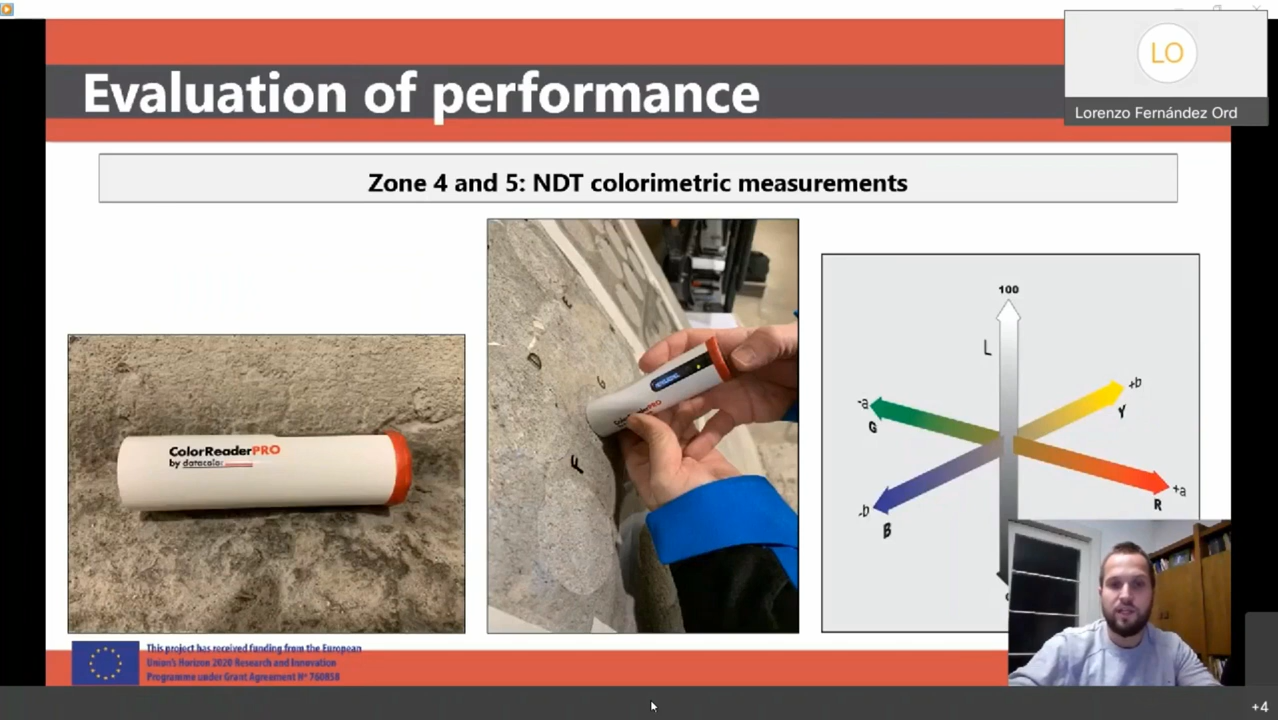 Evaluation of performance
LO
Lorenzo Fernández Ord
Zone 4 and 5: NDT colorimetric measurements
ColorReaderPRO
by datacolor
E
D
G
F
ColorReaderPRO
100
L
-a
G
+b
Y
-b
B
+a
R
This project has received funding from the European
Union's Horizon 2020 Research and Innovation
Programme under Grant Agreement Nº 760858
+4